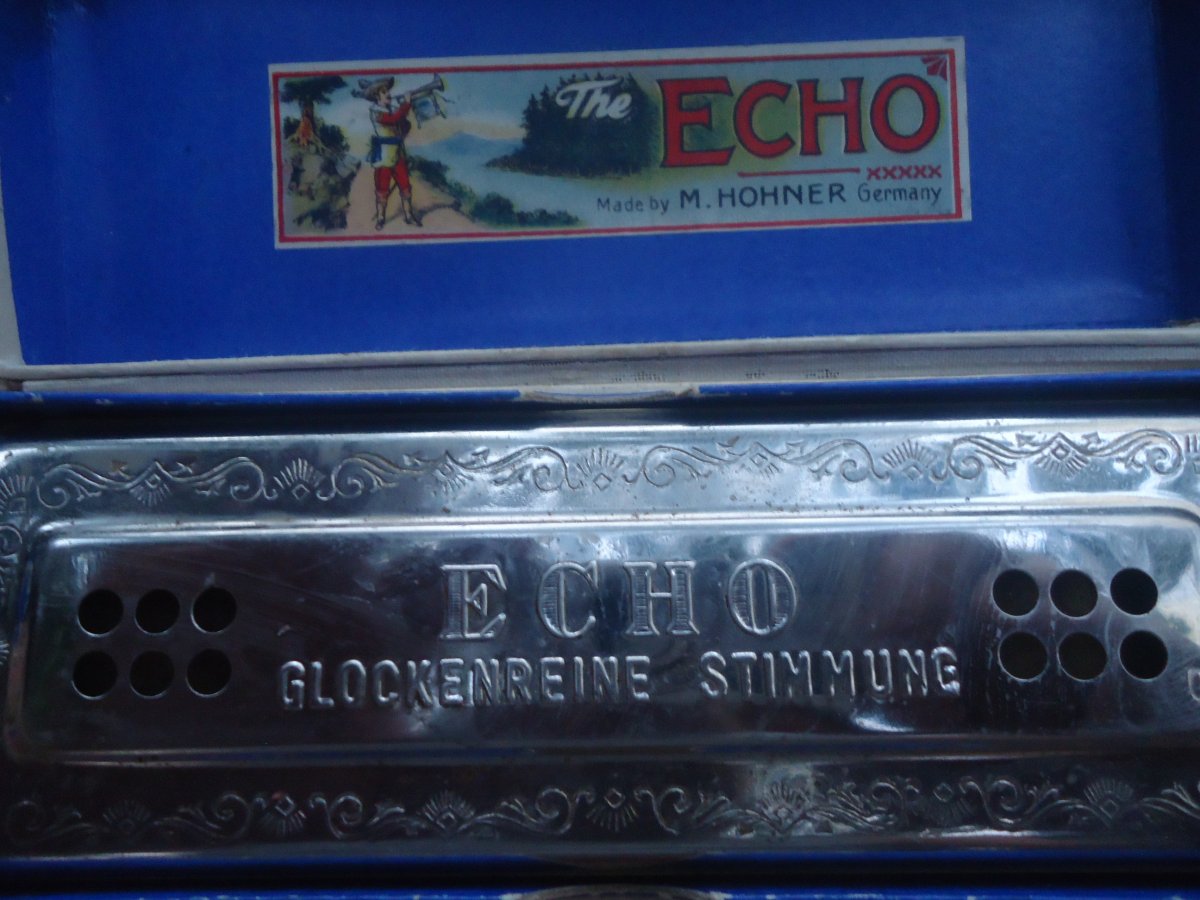 The ECHO
xxxxx
Made by M. HOHNER Germany
ECHO
GLOCKENREINE STIMMUNG